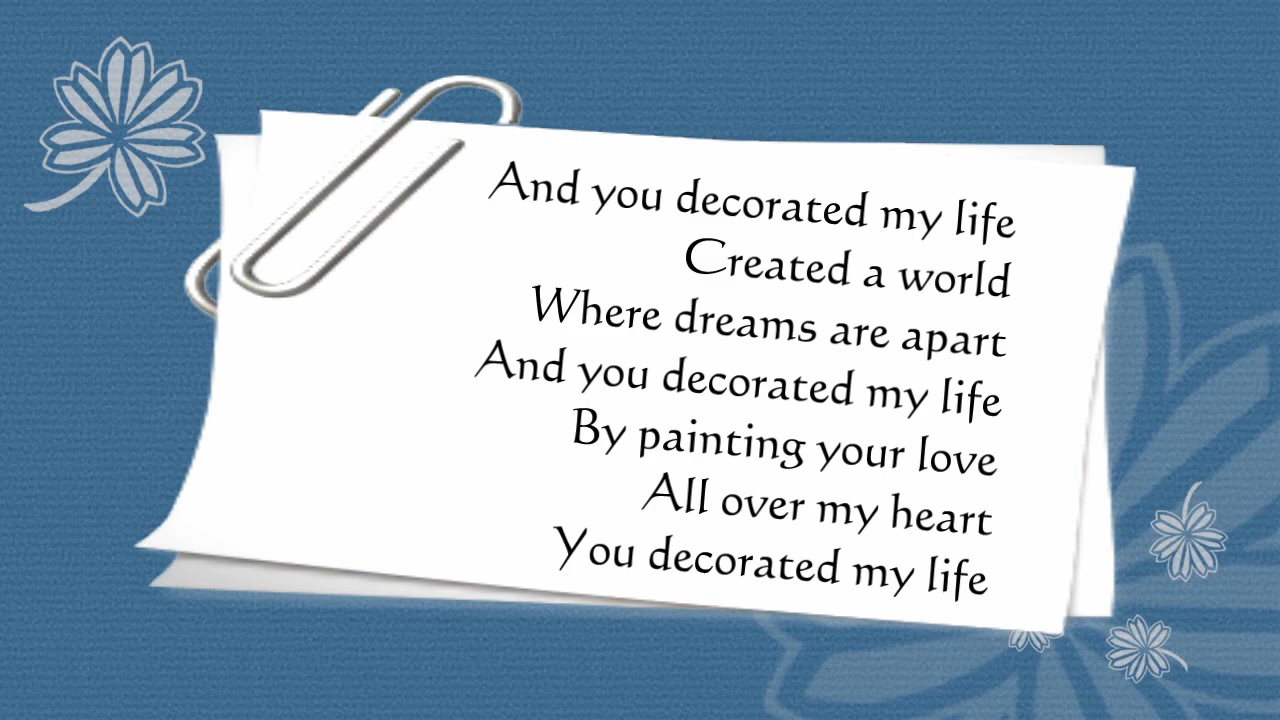 And you decorated my life
Created a world
Where dreams are apart
And you decorated my life
By painting your love
All over my heart
You decorated my life